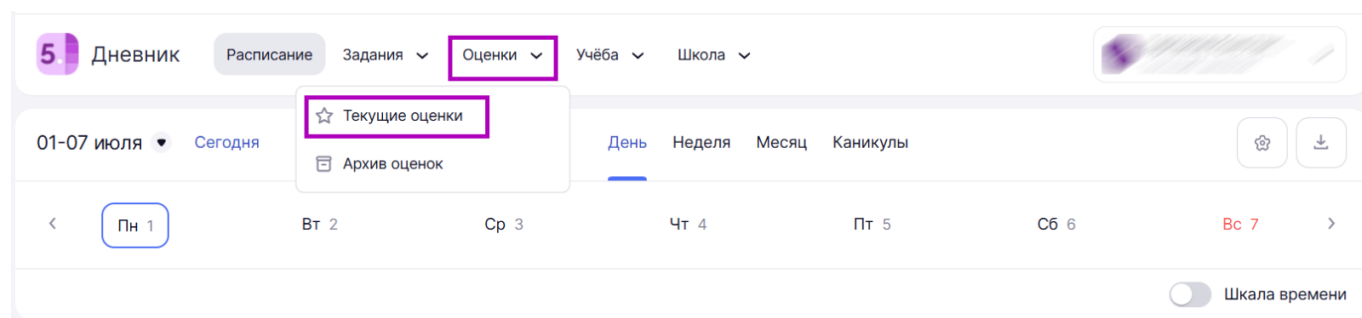 5. Дневник Расписание Задания Оценки Учёба Школа
Текущие оценки
01-07 июля Сегодня День Неделя Месяц Каникулы
Архив оценок
Пн 1 Вт 2 Ср 3 Чт 4 Пт 5 Сб 6 Вс 7
Шкала времени